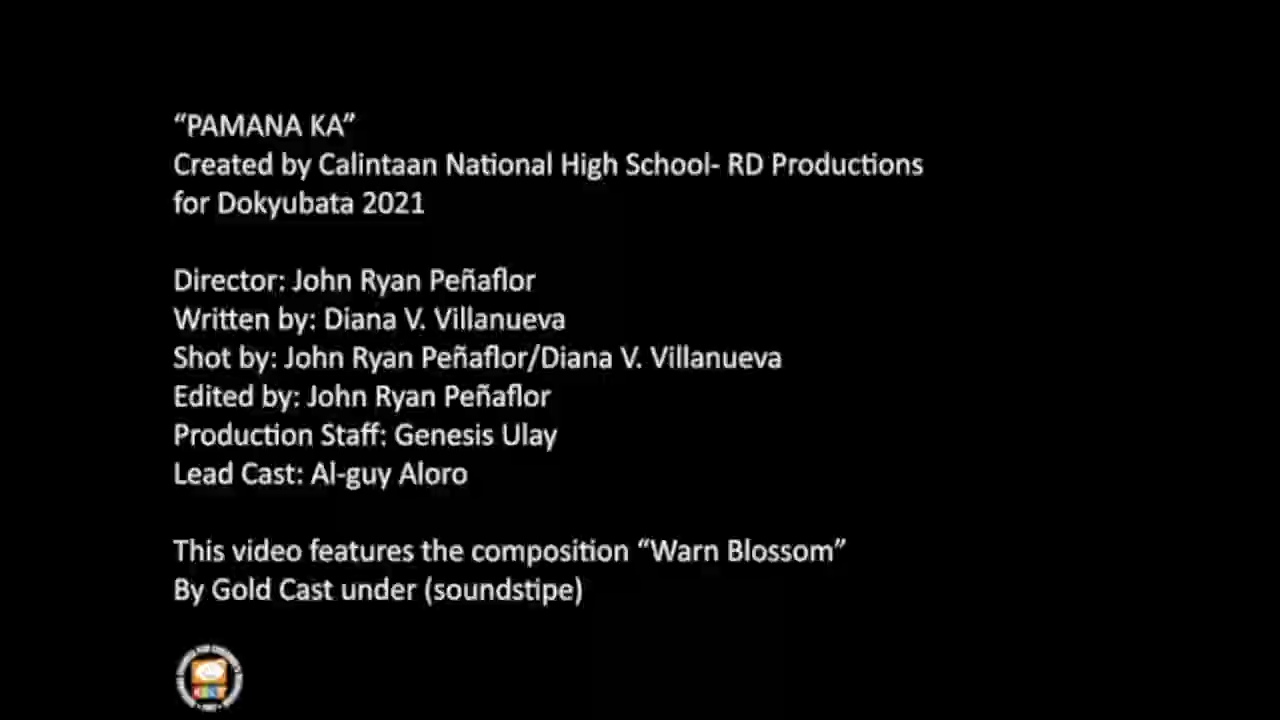 “PAMANA KA”
Created by Calintaan National High School- RD Productions
for Dokyubata 2021
Director: John Ryan Peñaflor
Written by: Diana V. Villanueva
Shot by: John Ryan Peñaflor/Diana V. Villanueva
Edited by: John Ryan Peñaflor
Production Staff: Genesis Ulay
Lead Cast: Al-guy Aloro
This video features the composition “Warn Blossom”
By Gold Cast under (soundstipe)